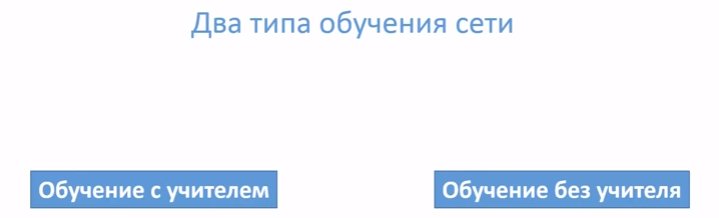 Два типа обучения сети
Обучение с учителем
Обучение без учителя